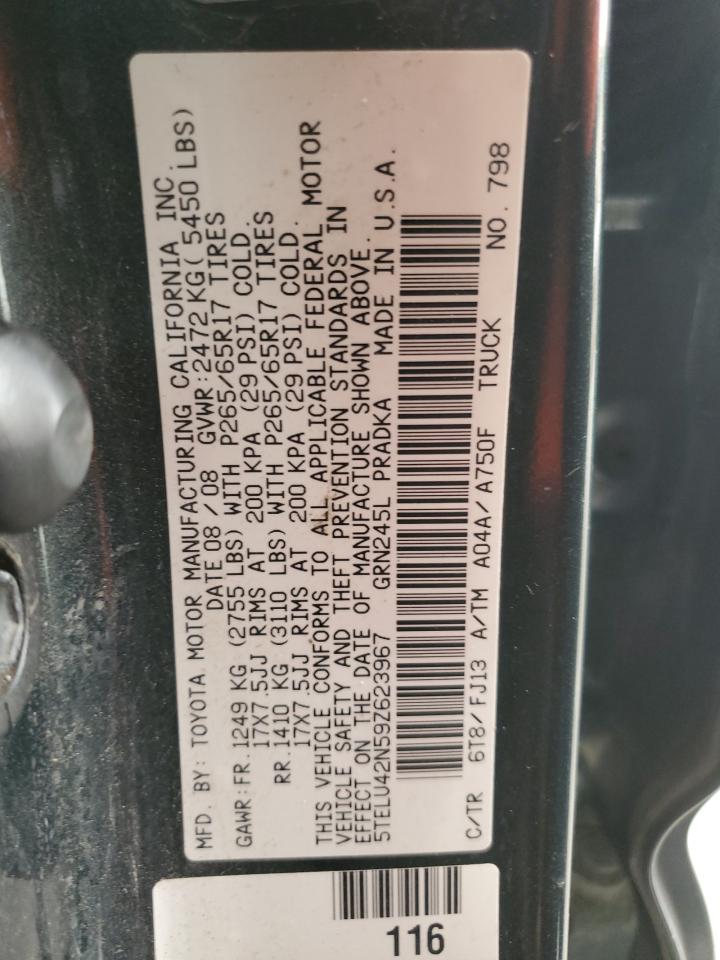 MFD. BY: TOYOTA MOTOR MANUFACTURING CALIFORNIA INC.
DATE 08 / 08 GVWR: 2472 KG( 5450 LBS)
GAWR: FR. 1249 KG (2755 LBS) WITH P265/65R17 TIRES
17X7.5JJ RIMS AT 200 KPA (29 PSI) COLD.
RR. 1410 KG (3110 LBS) WITH P265/65R17 TIRES
17X7.5JJ RIMS AT 200 KPA (29 PSI) COLD.
THIS VEHICLE CONFORMS TO ALL APPLICABLE FEDERAL MOTOR
VEHICLE SAFETY AND THEFT PREVENTION STANDARDS IN
EFFECT ON THE DATE OF MANUFACTURE SHOWN ABOVE.
5TELU42N59Z623967 GRN245L PRADKA MADE IN U.S.A.
C/TR 6T8/FJ13 A/TM A04A/A750F TRUCK NO. 798
116